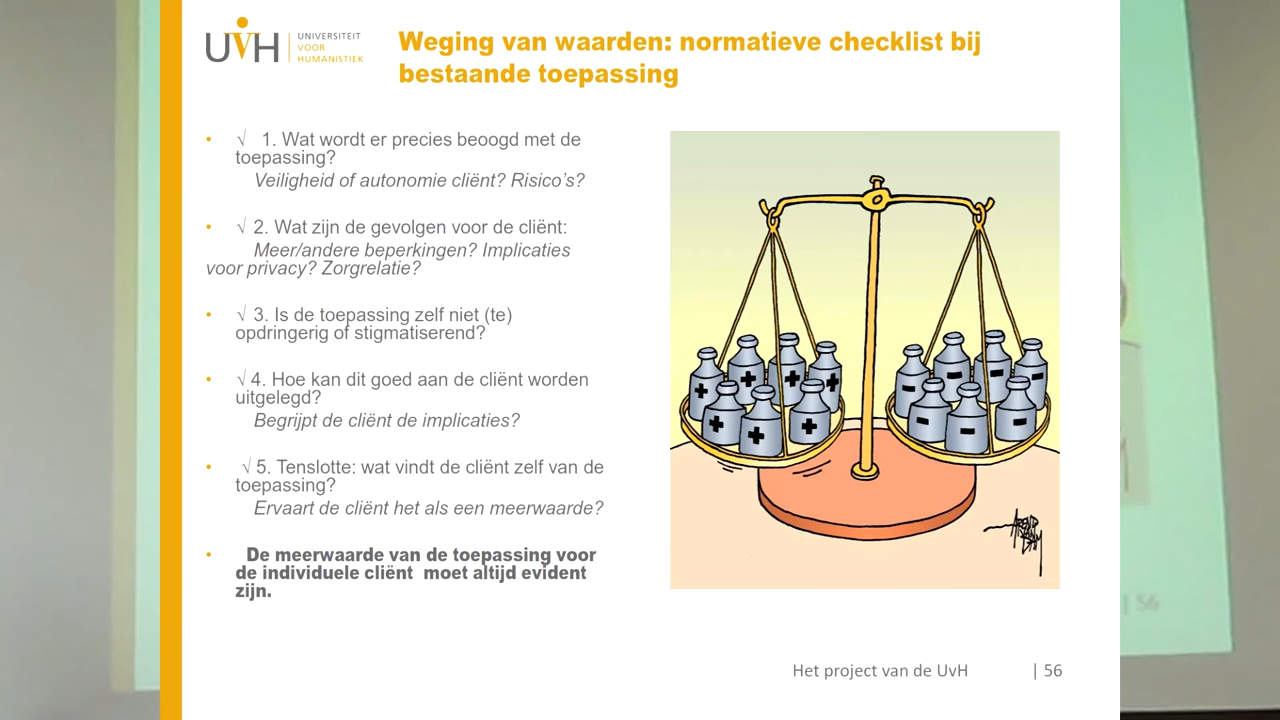 UVH
UNIVERSITEIT
VOOR
HUMANISTIEK
Weging van waarden: normatieve checklist bij
bestaande toepassing
• √ 1. Wat wordt er precies beoogd met de
toepassing?
Veiligheid of autonomie cliënt? Risico’s?
• √ 2. Wat zijn de gevolgen voor de cliënt:
Meer/andere beperkingen? Implicaties
voor privacy? Zorgrelatie?
• √ 3. Is de toepassing zelf niet (te)
opdringerig of stigmatiserend?
• √ 4. Hoe kan dit goed aan de cliënt worden
uitgelegd?
Begrijpt de cliënt de implicaties?
• √ 5. Tenslotte: wat vindt de cliënt zelf van de
toepassing?
Ervaart de cliënt het als een meerwaarde?
• De meerwaarde van de toepassing voor
de individuele cliënt moet altijd evident
zijn.
Het project van de UvH | 56
| 56